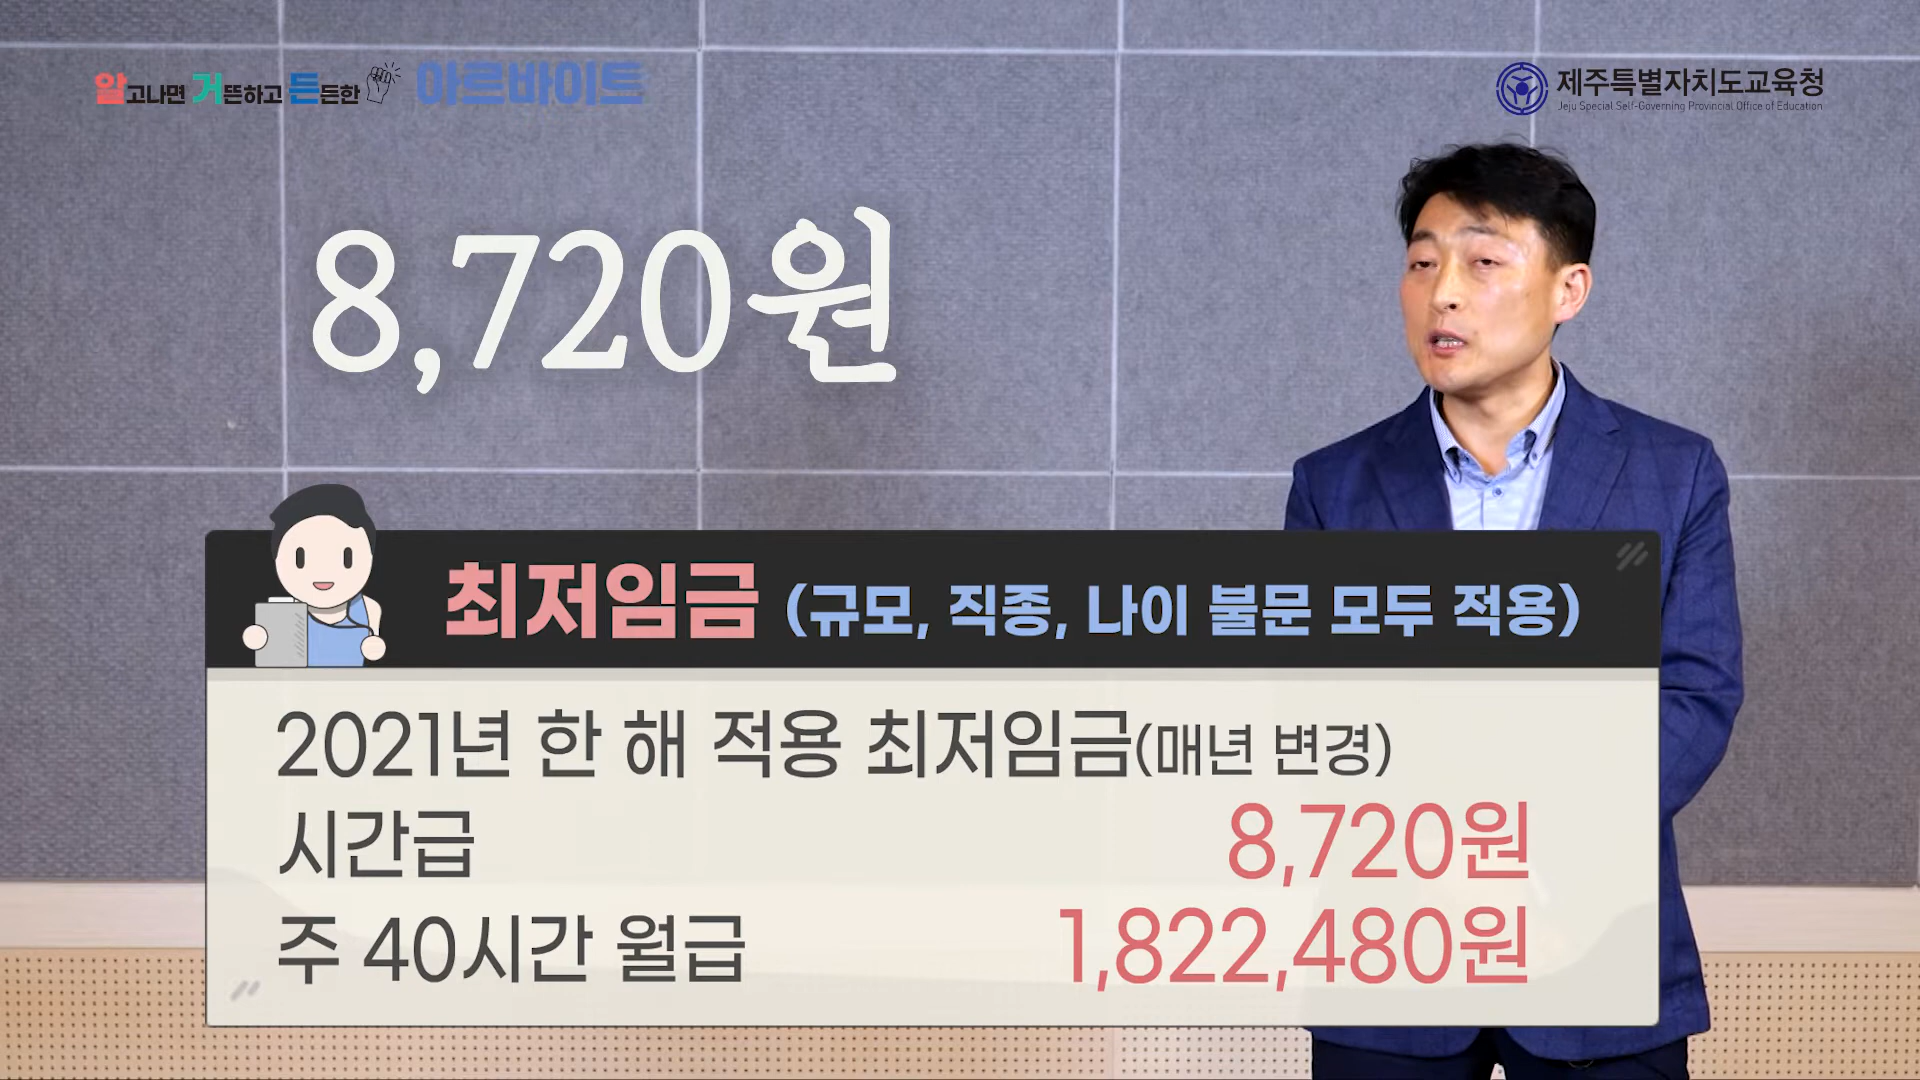 알고나면 거뜬하고 든든한 아르바이트
제주특별자치도교육청
Jeju Special Self-Governing Provincial Office of Education
8,720원
최저임금 (규모, 직종, 나이 불문 모두 적용)
2021년 한 해 적용 최저임금(매년 변경)
시간급 8,720원
주 40시간 월급 1,822,480원